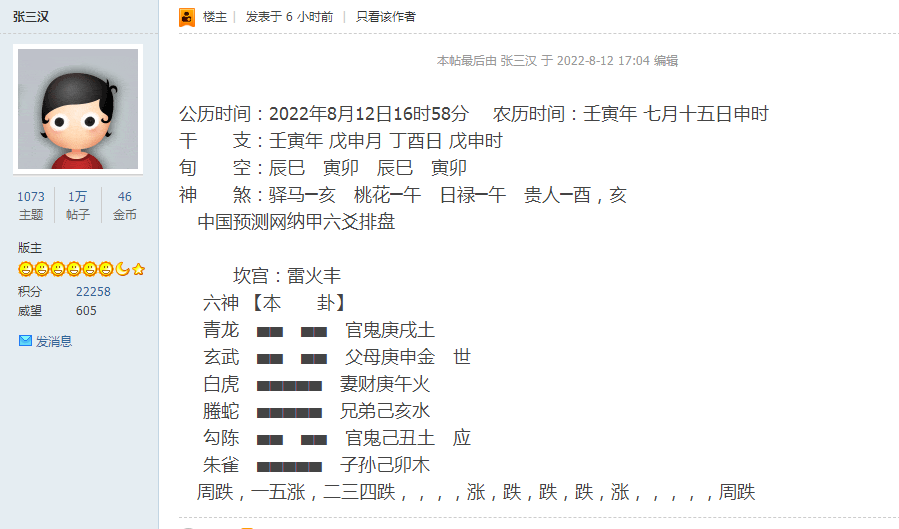 张三汉
1073 1万 46
主题 帖子 金币
版主
积分 22258
威望 605
发消息
楼主 | 发表于 6 小时前 | 只看该作者
本帖最后由 张三汉 于 2022-8-12 17:04 编辑
公历时间：2022年8月12日16时58分 农历时间：壬寅年 七月十五日申时
干 支：壬寅年 戊申月 丁酉日 戊申时
旬 空：辰巳 寅卯 辰巳 寅卯
神 煞：驿马—亥 桃花—午 日禄—午 贵人—酉，亥
中国预测网纳甲六爻排盘
坎宫：雷火丰
六神 【本 卦】
青龙 官鬼庚戌土
玄武 父母庚申金 世
白虎 妻财庚午火
螣蛇 兄弟己亥水
勾陈 官鬼己丑土 应
朱雀 子孙己卯木
周跌，一五涨，二三四跌，，，，涨，跌，跌，跌，涨，，，，，周跌